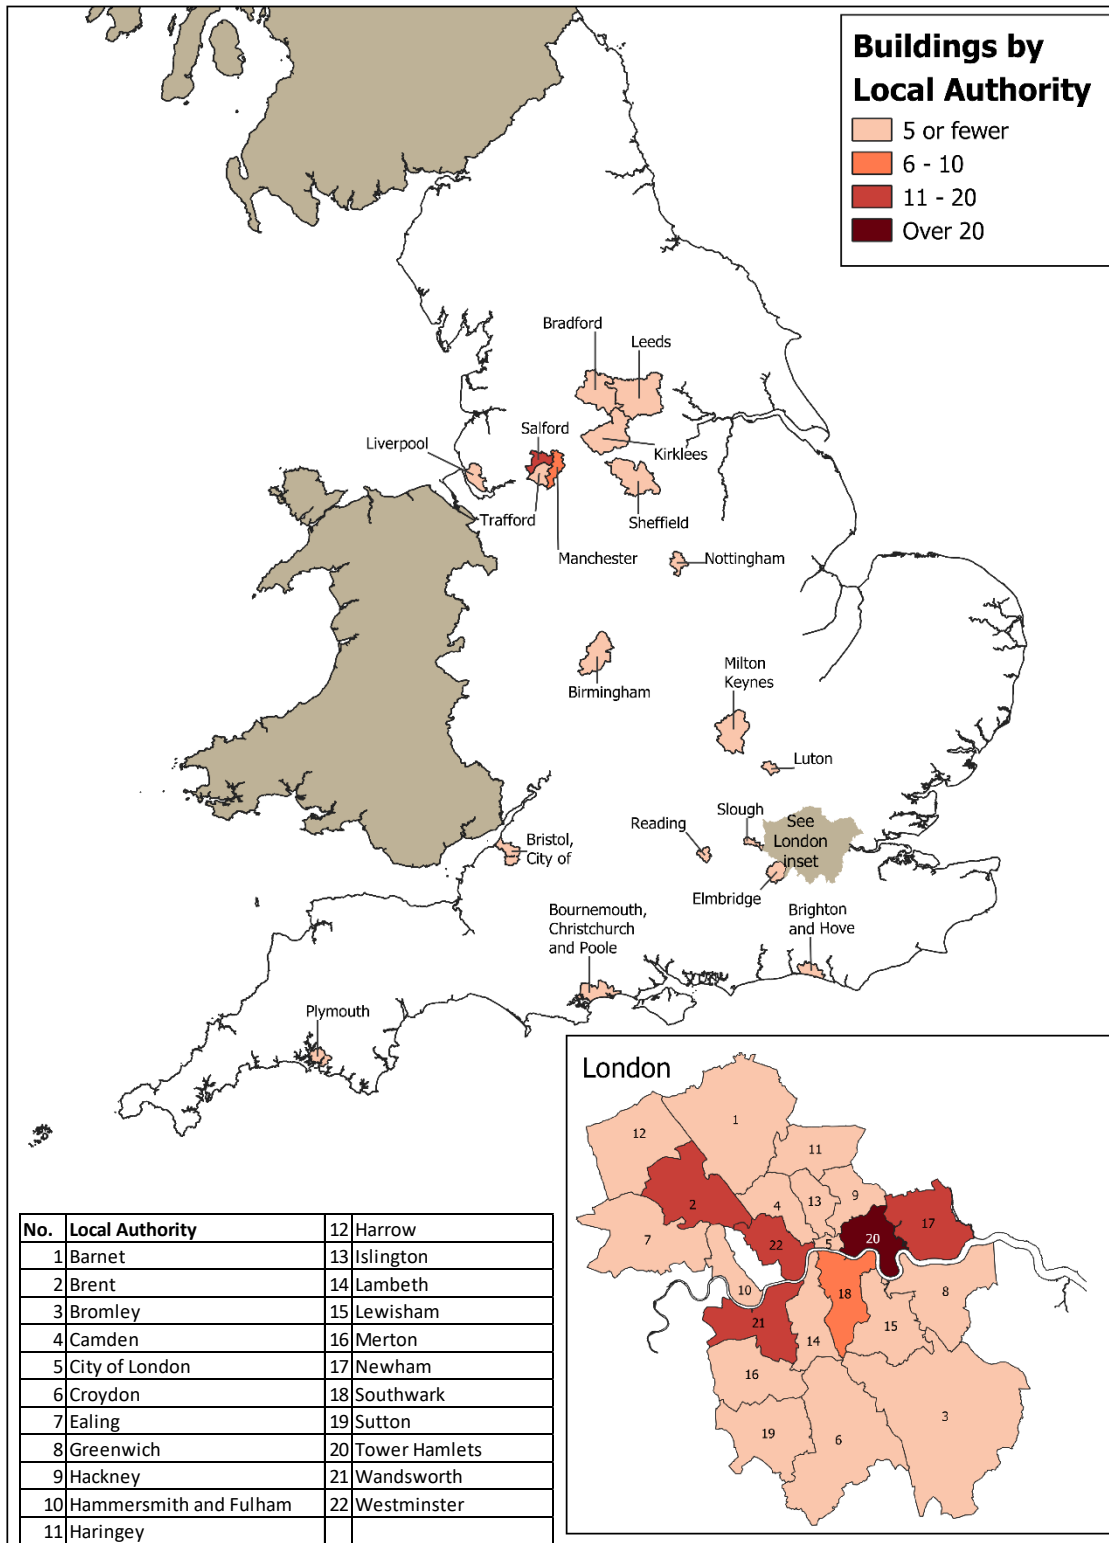 Buildings by
Local Authority
5 or fewer
6 - 10
11 - 20
Over 20
Bradford
Leeds
Salford
Liverpool
Kirklees
Trafford
Sheffield
Manchester
Nottingham
Birmingham
Milton
Keynes
Luton
Slough
Reading
See
London
inset
Bristol,
City of
Elmbridge
Bournemouth,
Christchurch
and Poole
Brighton
and Hove
Plymouth
London
1
12
11
2
4
13
9
17
7
22
5
20
10
18
8
21
14
15
16
3
19
6
No. Local Authority 12 Harrow
1 Barnet 13 Islington
2 Brent 14 Lambeth
3 Bromley 15 Lewisham
4 Camden 16 Merton
5 City of London 17 Newham
6 Croydon 18 Southwark
7 Ealing 19 Sutton
8 Greenwich 20 Tower Hamlets
9 Hackney 21 Wandsworth
10 Hammersmith and Fulham 22 Westminster
11 Haringey